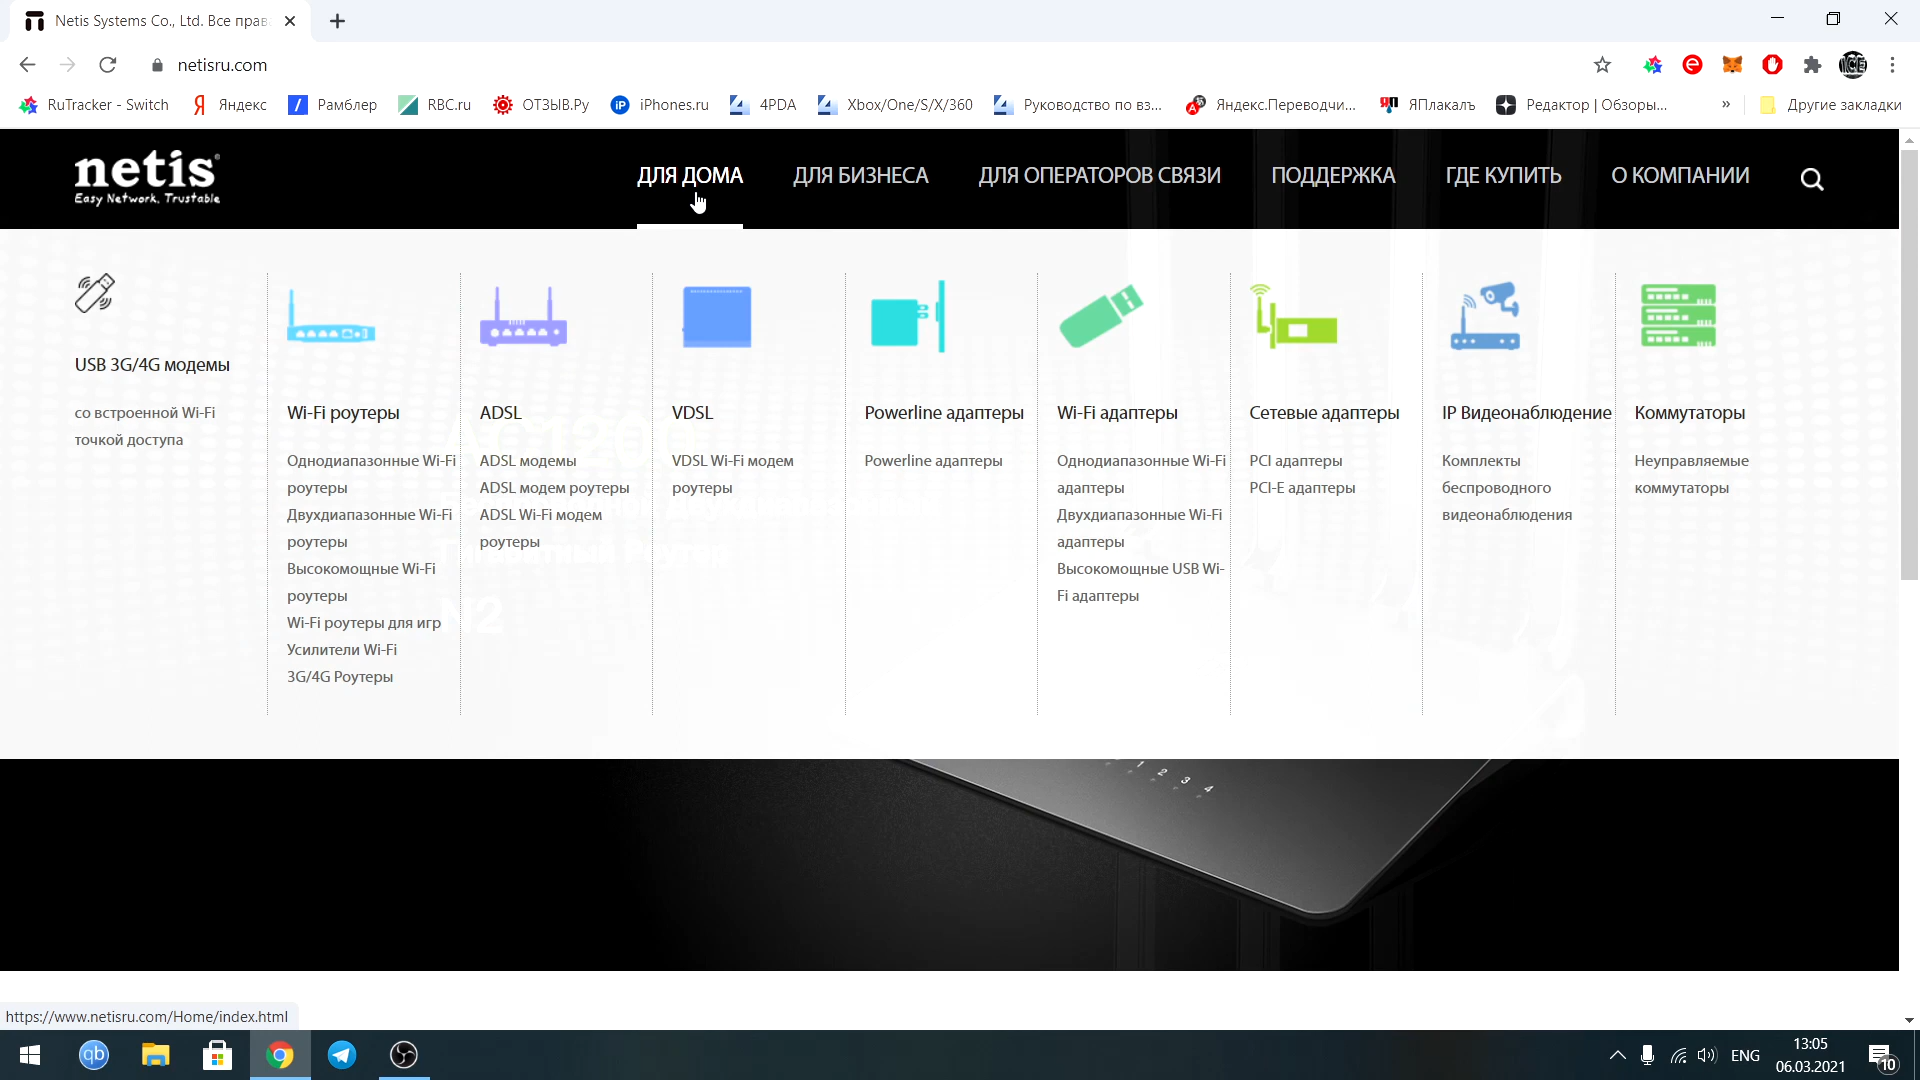 Netis Systems Co., Ltd. Все прав
netisru.com
RuTracker - Switch
Яндекс
Рамблер
RBC.ru
ОТЗЫВ.Ру
iPhones.ru
4PDA
Xbox/One/S/X/360
Руководство по вз...
Яндекс.Переводчи...
ЯПлакалъ
Редактор | Обзоры...
»
Другие закладки
netis
Easy Network, Trustable
ДЛЯ ДОМА
ДЛЯ БИЗНЕСА
ДЛЯ ОПЕРАТОРОВ СВЯЗИ
ПОДДЕРЖКА
ГДЕ КУПИТЬ
О КОМПАНИИ
USB 3G/4G модемы
со встроенной Wi-Fi
точкой доступа
Wi-Fi роутеры
Однодиапазонные Wi-Fi
роутеры
Двухдиапазонные Wi-Fi
роутеры
Высокомощные Wi-Fi
роутеры
Wi-Fi роутеры для игр
Усилители Wi-Fi
3G/4G Роутеры
ADSL
ADSL модемы
ADSL модем роутеры
ADSL Wi-Fi модем
роутеры
VDSL
VDSL Wi-Fi модем
роутеры
Powerline адаптеры
Powerline адаптеры
Wi-Fi адаптеры
Однодиапазонные Wi-Fi
адаптеры
Двухдиапазонные Wi-Fi
адаптеры
Высокомощные USB Wi-
Fi адаптеры
Сетевые адаптеры
PCI адаптеры
PCI-E адаптеры
IP Видеонаблюдение
Комплекты
беспроводного
видеонаблюдения
Коммутаторы
Неуправляемые
коммутаторы
N2
1 2 3 4
https://www.netisru.com/Home/index.html
qb
ENG
13:05
06.03.2021
10